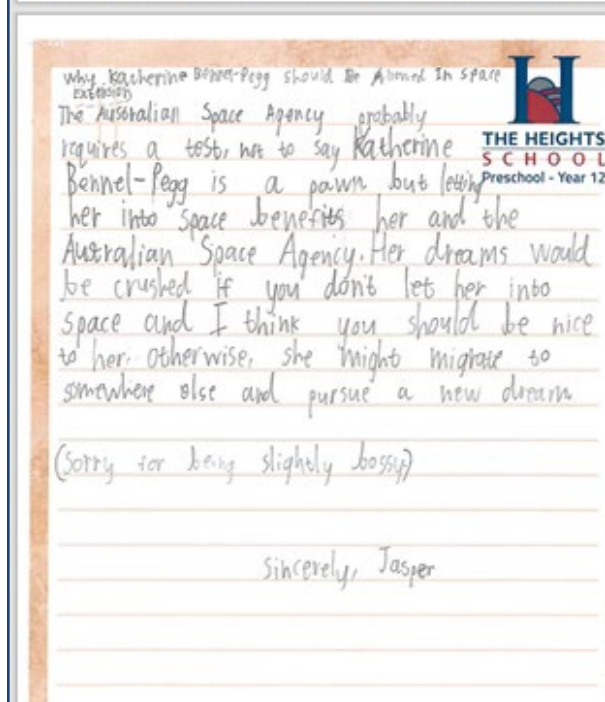 Why Katherine Bennel-Pegg should Be Allowed In Space
Extension
The Australian Space Agency probably
requires a test, not to say Katherine
Bennel-Pegg is a pawn but letting
her into space benefits her and the
Australian Space Agency. Her dreams would
be crushed if you don't let her into
space and I think you should be nice
to her. Otherwise, she might migrate to
somewhere else and pursue a new dream
(Sorry for being slightly bossy)
Sincerely, Jasper
THE HEIGHTS
SCHOOL
Preschool - Year 12